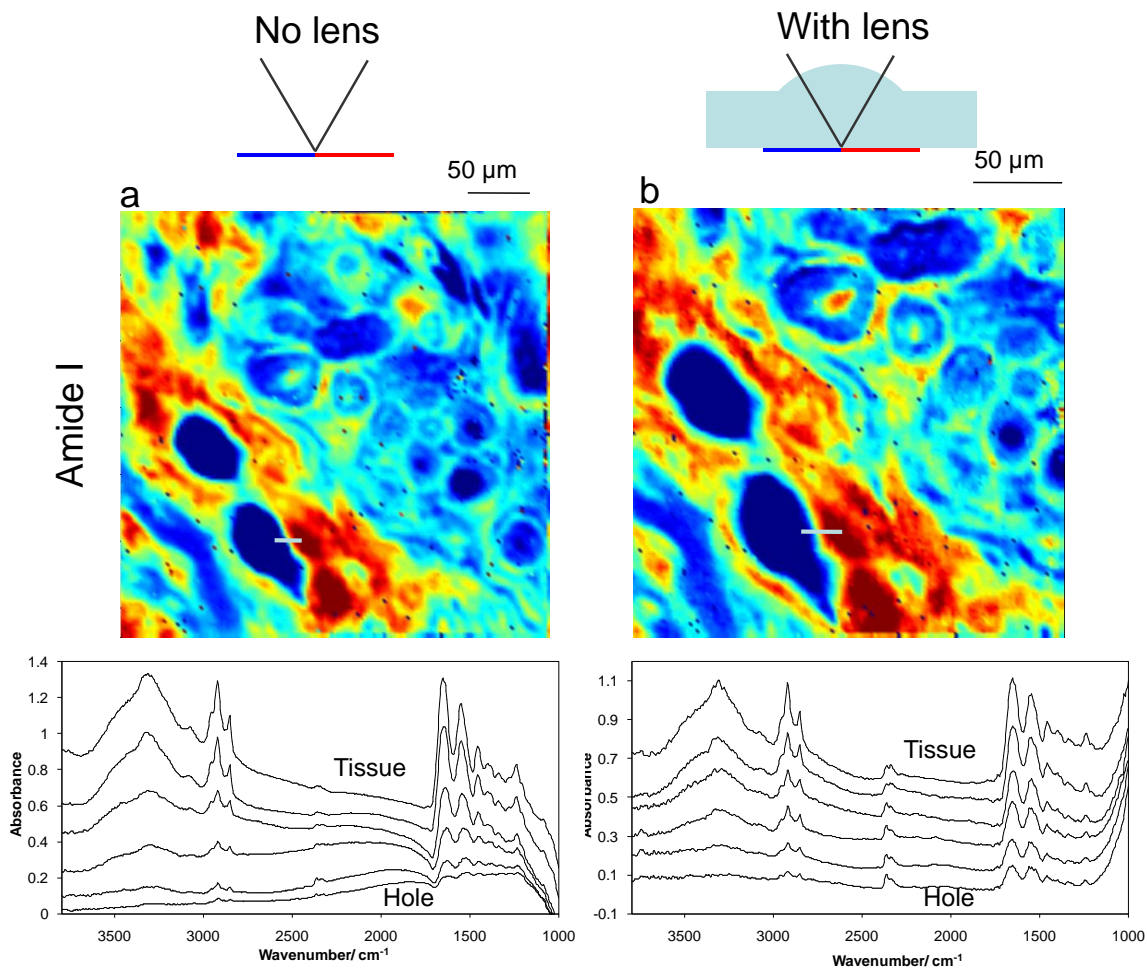 No lens
With lens
50 µm
50 µm
a
b
Amide I
1.4
1.2
1
0.8
0.6
0.4
0.2
0
Absorbance
Tissue
Hole
3500
3000
2500
2000
1500
1000
Wavenumber/ cm-1
1.1
0.9
0.7
0.5
0.3
0.1
-0.1
Absorbance
Tissue
Hole
3500
3000
2500
2000
1500
1000
Wavenumber/ cm-1